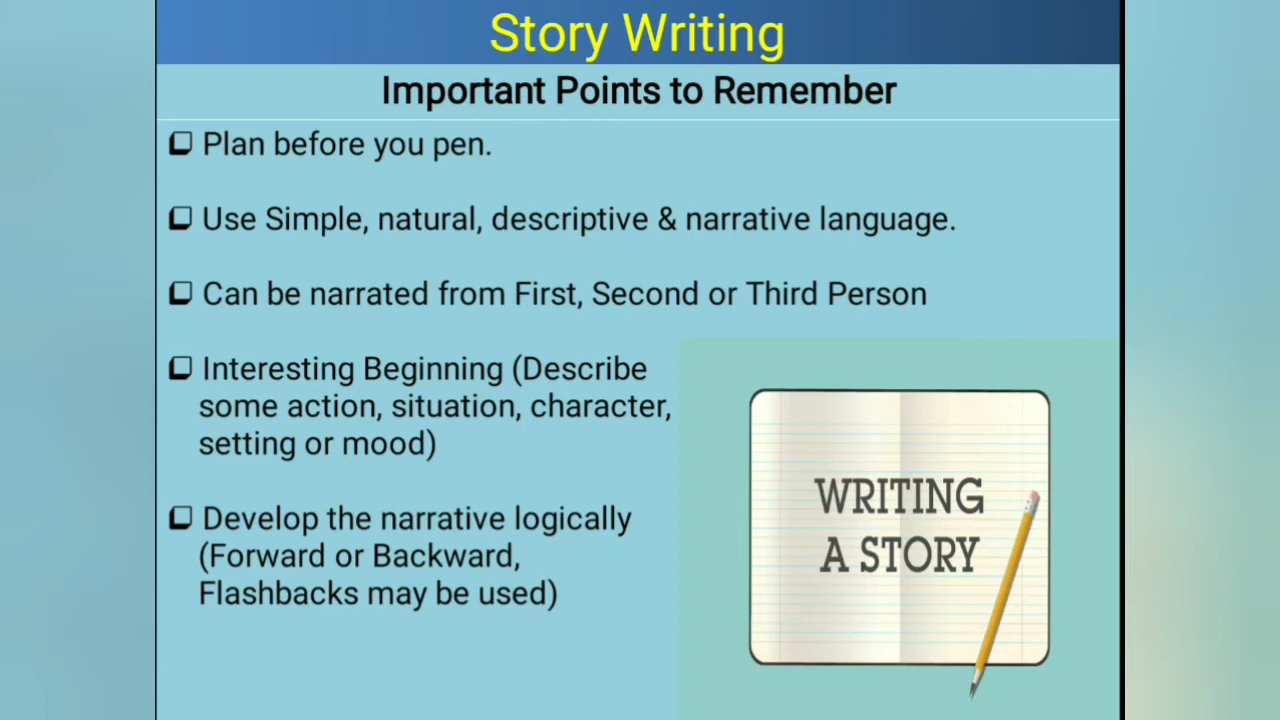 Story Writing
Important Points to Remember
❑ Plan before you pen.
❑ Use Simple, natural, descriptive & narrative language.
❑ Can be narrated from First, Second or Third Person
❑ Interesting Beginning (Describe
some action, situation, character,
setting or mood)
❑ Develop the narrative logically
(Forward or Backward,
Flashbacks may be used)
WRITING
A STORY